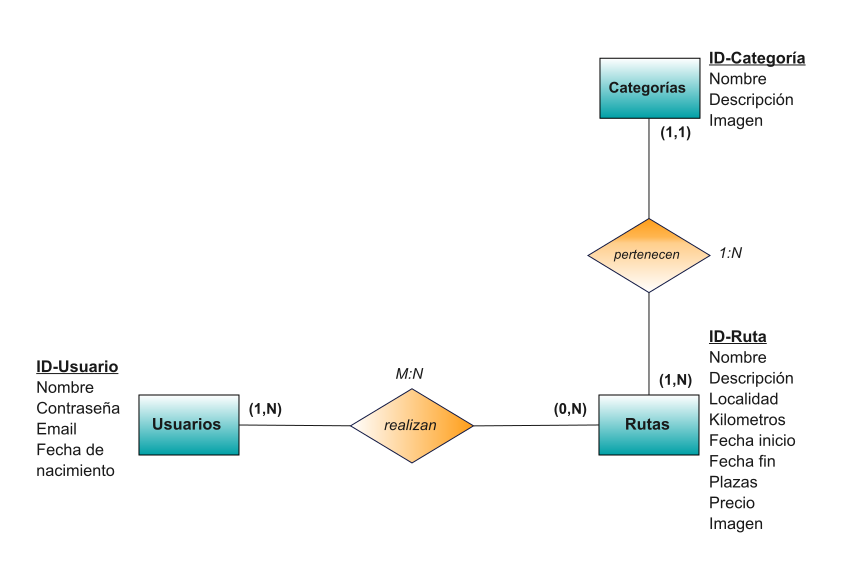 ID-Categoría
Nombre
Descripción
Imagen
Categorías
(1,1)
pertenecen
1:N
ID-Ruta
Nombre
Descripción
Localidad
Kilometros
Fecha inicio
Fecha fin
Plazas
Precio
Imagen
(1,N)
Rutas
(0,N)
M:N
realizan
(1,N)
Usuarios
ID-Usuario
Nombre
Contraseña
Email
Fecha de
nacimiento